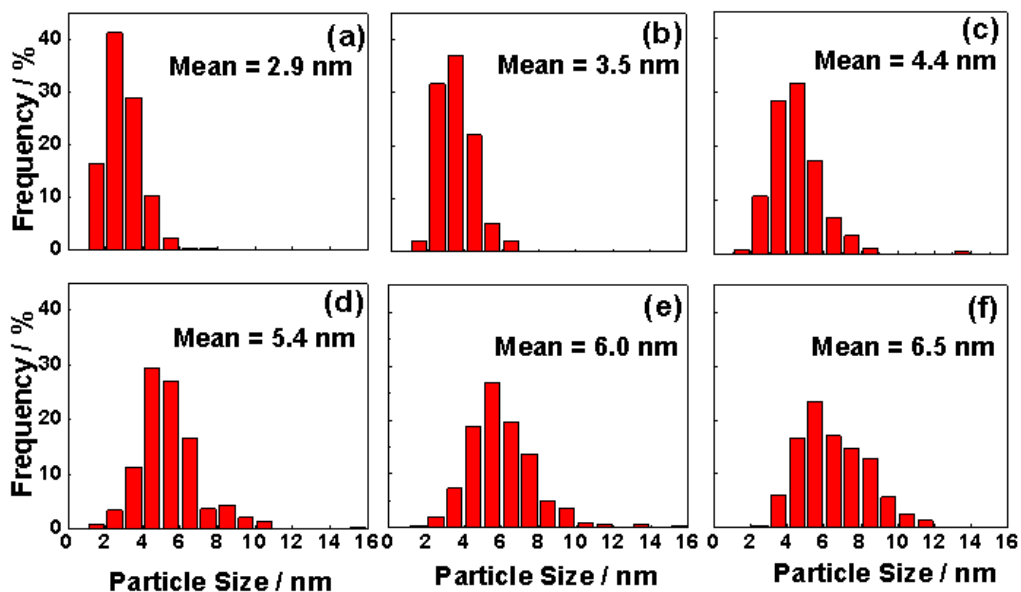 (a)
Mean = 2.9 nm
Frequency / %
40
30
20
10
0
(b)
Mean = 3.5 nm
(c)
Mean = 4.4 nm
(d)
Mean = 5.4 nm
Frequency / %
40
30
20
10
0
0 2 4 6 8 10 12 14 16
Particle Size / nm
(e)
Mean = 6.0 nm
2 4 6 8 10 12 14 16
Particle Size / nm
(f)
Mean = 6.5 nm
0 2 4 6 8 10 12 14 16
Particle Size / nm